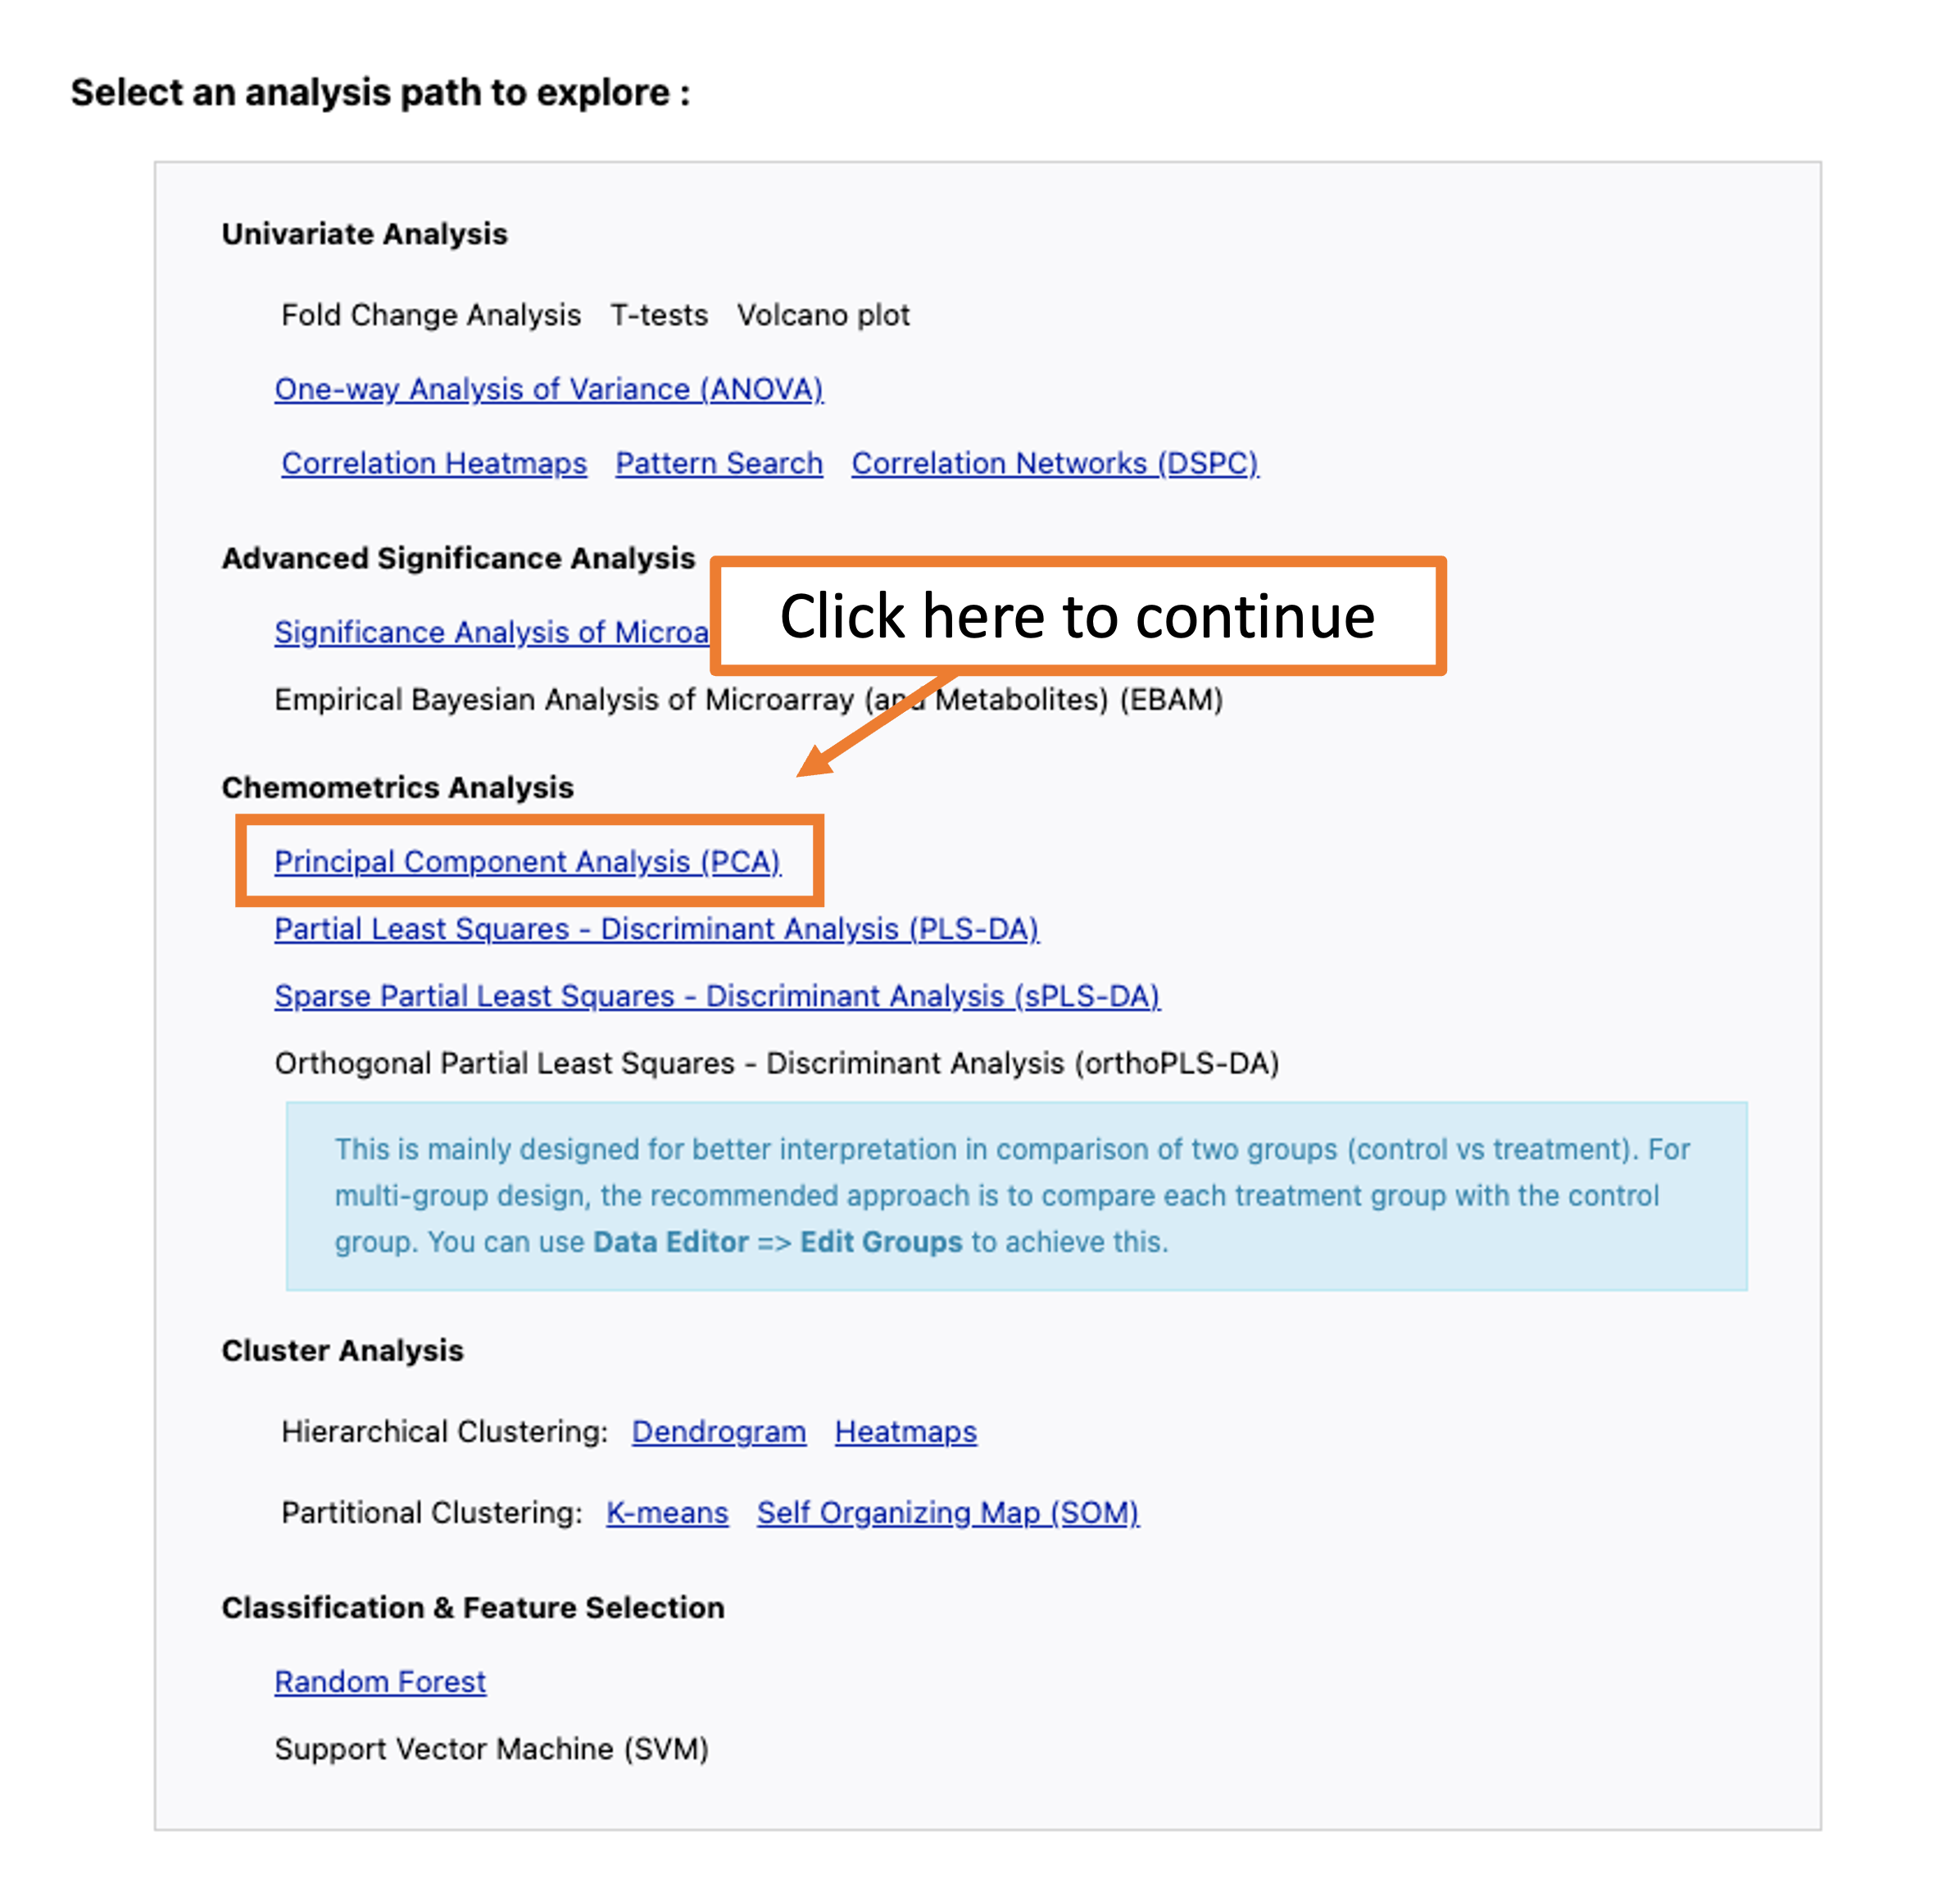 Select an analysis path to explore :
Univariate Analysis
Fold Change Analysis T-tests Volcano plot
One-way Analysis of Variance (ANOVA)
Correlation Heatmaps Pattern Search Correlation Networks (DSPC)
Advanced Significance Analysis
Click here to continue
Significance Analysis of
Empirical Bayesian Analysis of Microarray (and Metabolites) (EBAM)
Chemometrics Analysis
Principal Component Analysis (PCA)
Partial Least Squares - Discriminant Analysis (PLS-DA)
Sparse Partial Least Squares - Discriminant Analysis (sPLS-DA)
Orthogonal Partial Least Squares - Discriminant Analysis (orthoPLS-DA)
This is mainly designed for better interpretation in comparison of two groups (control vs treatment). For
multi-group design, the recommended approach is to compare each treatment group with the control
group. You can use Data Editor => Edit Groups to achieve this.
Cluster Analysis
Hierarchical Clustering: Dendrogram Heatmaps
Partitional Clustering: K-means Self Organizing Map (SOM)
Classification & Feature Selection
Random Forest
Support Vector Machine (SVM)